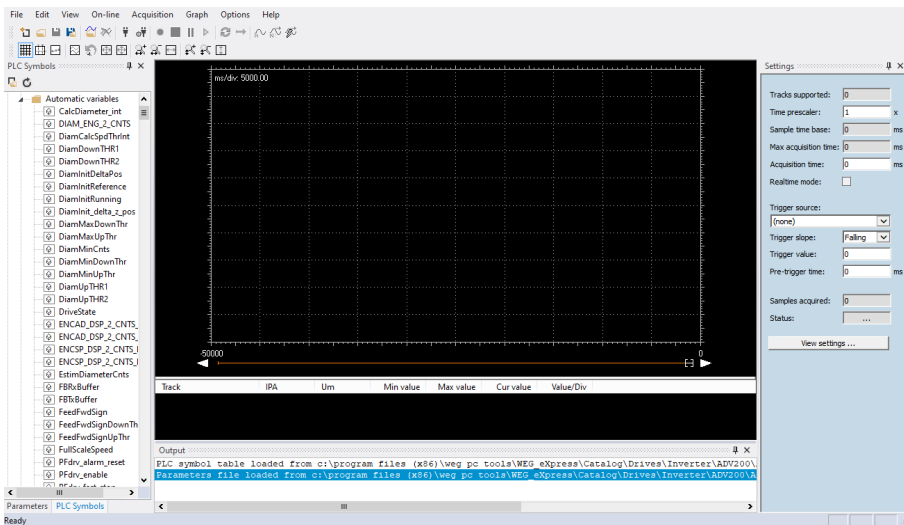 File Edit View On-line Acquisition Graph Options Help
PLC Symbols
Automatic variables
CalcDiameter_int
DIAM_ENG_2_CNTS
DiamCalcSpdThrInt
DiamDownTHR1
DiamDownTHR2
DiamInitDeltaPos
DiamInitReference
DiamInitRunning
DiamInit_delta_z_pos
DiamMaxDownThr
DiamMaxUpThr
DiamMinCnts
DiamMinDownThr
DiamMinUpThr
DiamUpTHR1
DiamUpTHR2
DriveState
ENCAD_DSP_2_CNTS_
ENCAD_DSP_2_CNTS_
ENCSP_DSP_2_CNTS_I
ENCSP_DSP_2_CNTS_I
EstimDiameterCnts
FBRxBuffer
FBTxBuffer
FeedFwdSign
FeedFwdSignDownTh
FeedFwdSignUpThr
FullScaleSpeed
PFdrv_alarm_reset
PFdrv_enable
Parameters PLC Symbols
Ready
ms/div: 5000.00
-50000 0
Track IPA Um Min value Max value Cur value Value/Div
Output
PLC symbol table loaded from c:\program files (x86)\weg pc tools\WEG_eXpress\Catalog\Drives\Inverter\ADV200\
Parameters file loaded from c:\program files (x86)\weg pc tools\WEG_eXpress\Catalog\Drives\Inverter\ADV200\A
Settings
Tracks supported: 0
Time prescaler: 1 x
Sample time base: 0 ms
Max acquisition time: 0 ms
Acquisition time: 0 ms
Realtime mode:
Trigger source:
(none)
Trigger slope: Falling
Trigger value: 0
Pre-trigger time: 0 ms
Samples acquired: 0
Status: ...
View settings ...